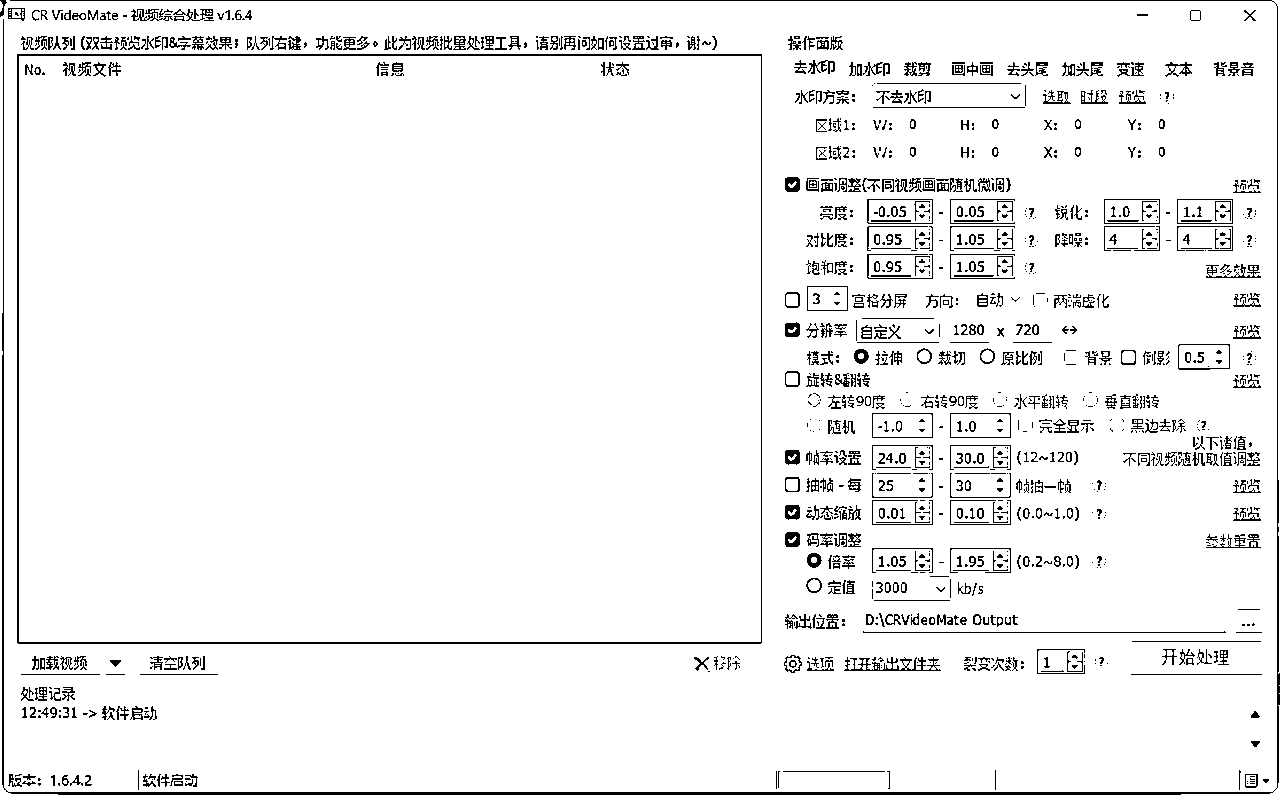 CR VideoMate - 视频综合处理 v1.6.4
视频队列 (双击预览水印&字幕效果；队列右键，功能更多。此为视频批量处理工具，请别再问如何设置过审，谢~)
No. 视频文件 信息 状态
操作面版
去水印 加水印 裁剪 画中画 去头尾 加头尾 变速 文本 背景音
水印方案： 不去水印 选取 时段 预览 ?
区域1： W: 0 H: 0 X: 0 Y: 0
区域2： W: 0 H: 0 X: 0 Y: 0
画面调整(不同视频画面随机微调) 预览
亮度： -0.05 - 0.05 ? 锐化： 1.0 - 1.1 ?
对比度： 0.95 - 1.05 ? 降噪： 4 - 4 ?
饱和度： 0.95 - 1.05 ? 更多效果
3 宫格分屏 方向： 自动 两端虚化 预览
分辨率 自定义 1280 x 720 ↔ 预览
模式： 拉伸 裁切 原比例 背景 倒影 0.5 ?
旋转&翻转 预览
左转90度 右转90度 水平翻转 垂直翻转
随机 -1.0 - 1.0 完全显示 黑边去除 ?
以下诸值，
帧率设置 24.0 - 30.0 (12~120) 不同视频随机取值调整
抽帧 - 每 25 - 30 帧抽一帧 ? 预览
动态缩放 0.01 - 0.10 (0.0~1.0) ? 预览
码率调整 参数重置
倍率 1.05 - 1.95 (0.2~8.0) ?
定值 3000 kb/s
输出位置： D:\CRVideoMate Output ...
加载视频 清空队列 移除 选项 打开输出文件夹 裂变次数： 1 ? 开始处理
处理记录
12:49:31 -> 软件启动
版本： 1.6.4.2 软件启动